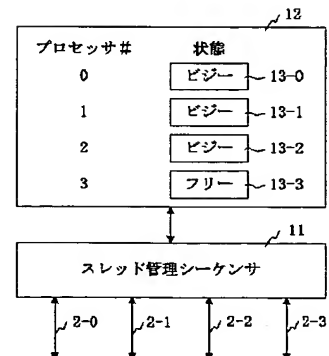 12
プロセッサ# 状態
0 ビジー 13-0
1 ビジー 13-1
2 ビジー 13-2
3 フリー 13-3
11
スレッド管理シーケンサ
2-0 2-1 2-2 2-3